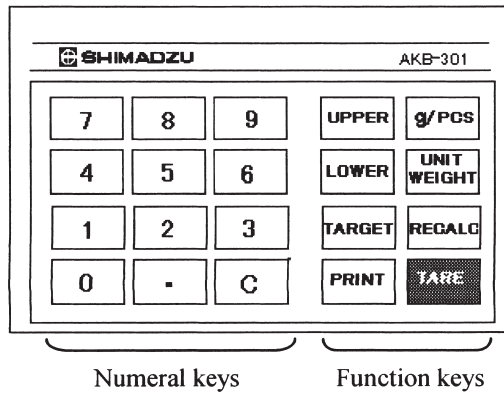 SHIMADZU AKB-301
7 8 9 UPPER g/PCS
4 5 6 LOWER UNIT WEIGHT
1 2 3 TARGET RECALC
0 . C PRINT TARE
Numeral keys Function keys